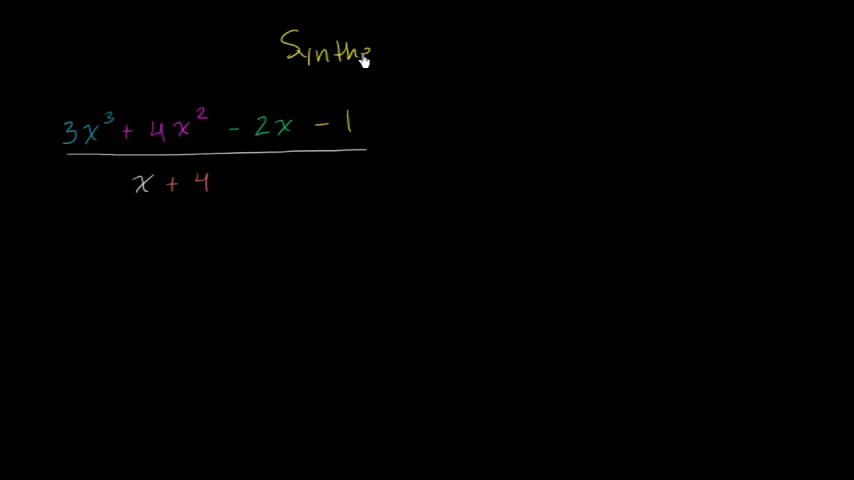 Synthe
3x³ + 4x² - 2x - 1
x + 4